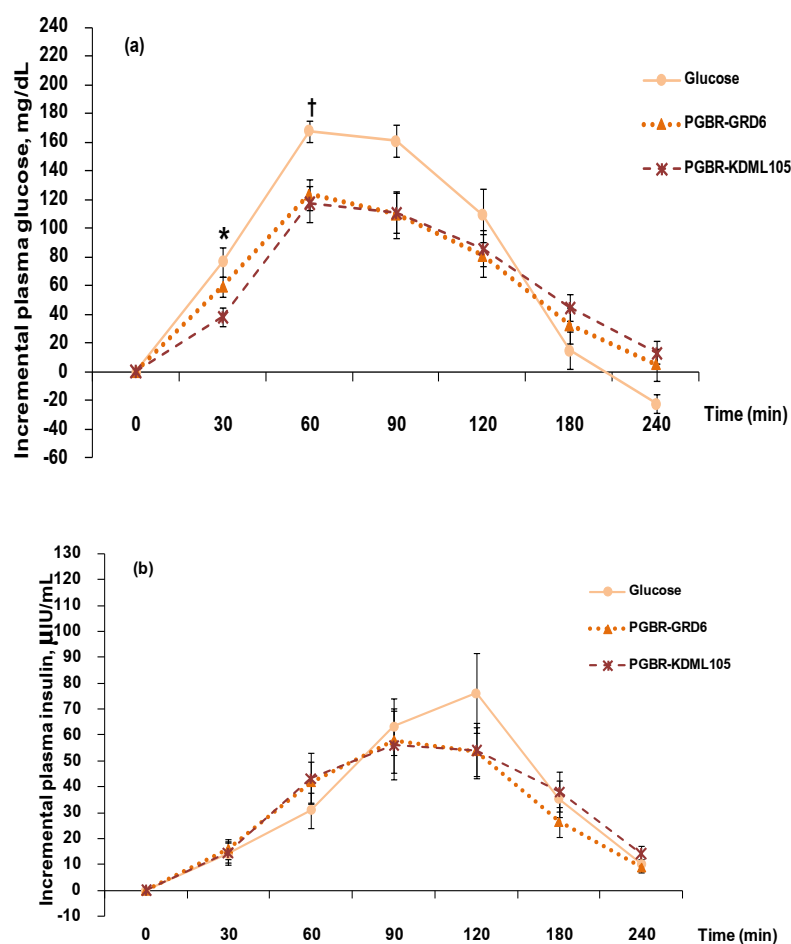 240
220
200
180
160
140
120
100
80
60
40
20
0
-20
-40
-60
Incremental plasma glucose, mg/dL
(a)
*
†
Glucose
PGBR-GRD6
PGBR-KDML105
0 30 60 90 120 180 240
Time (min)
130
120
110
100
90
80
70
60
50
40
30
20
10
0
-10
Incremental plasma insulin, µIU/mL
(b)
Glucose
PGBR-GRD6
PGBR-KDML105
0 30 60 90 120 180 240
Time (min)